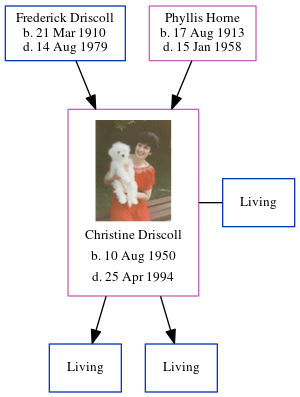 Frederick Driscoll
b. 21 Mar 1910
d. 14 Aug 1979
Phyllis Horne
b. 17 Aug 1913
d. 15 Jan 1958
Christine Driscoll
b. 10 Aug 1950
d. 25 Apr 1994
Living
Living
Living